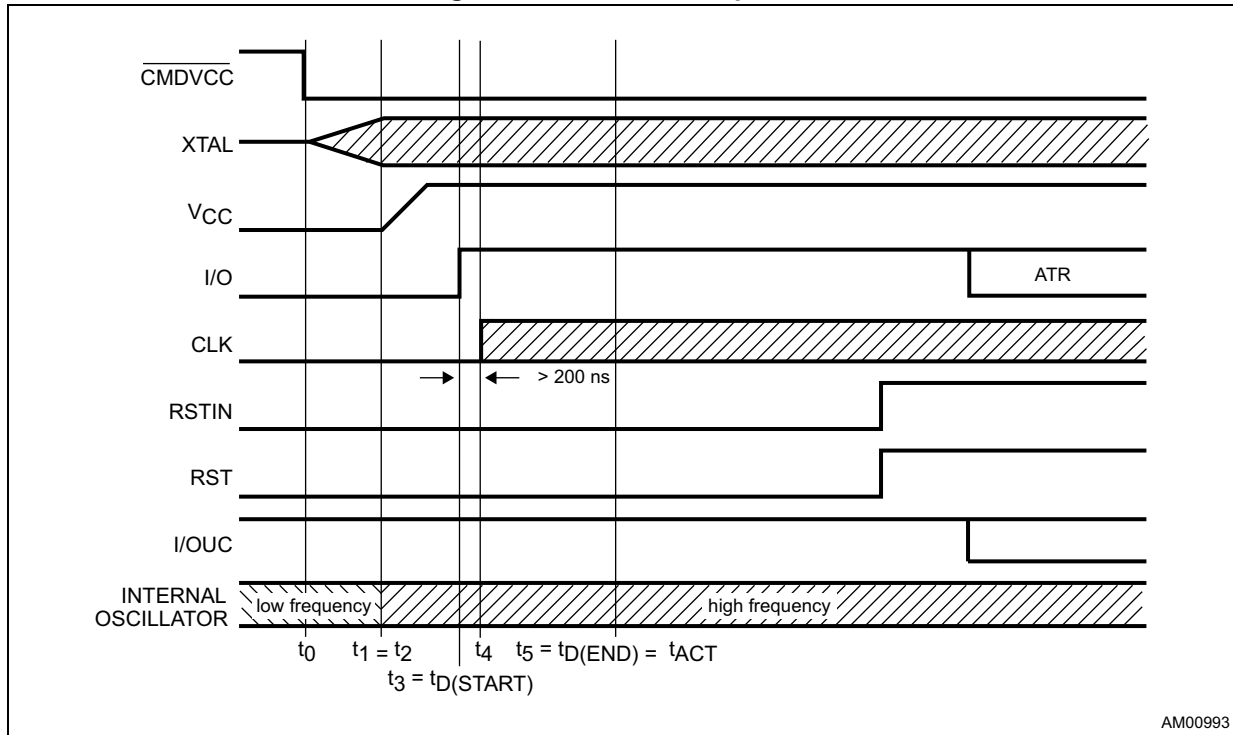 CMDVCC
XTAL
VCC
I/O
ATR
CLK
> 200 ns
RSTIN
RST
I/OUC
INTERNAL
OSCILLATOR
low frequency
high frequency
t0 t1 = t2 t4 t5 = tD(END) = tACT
t3 = tD(START)
AM00993